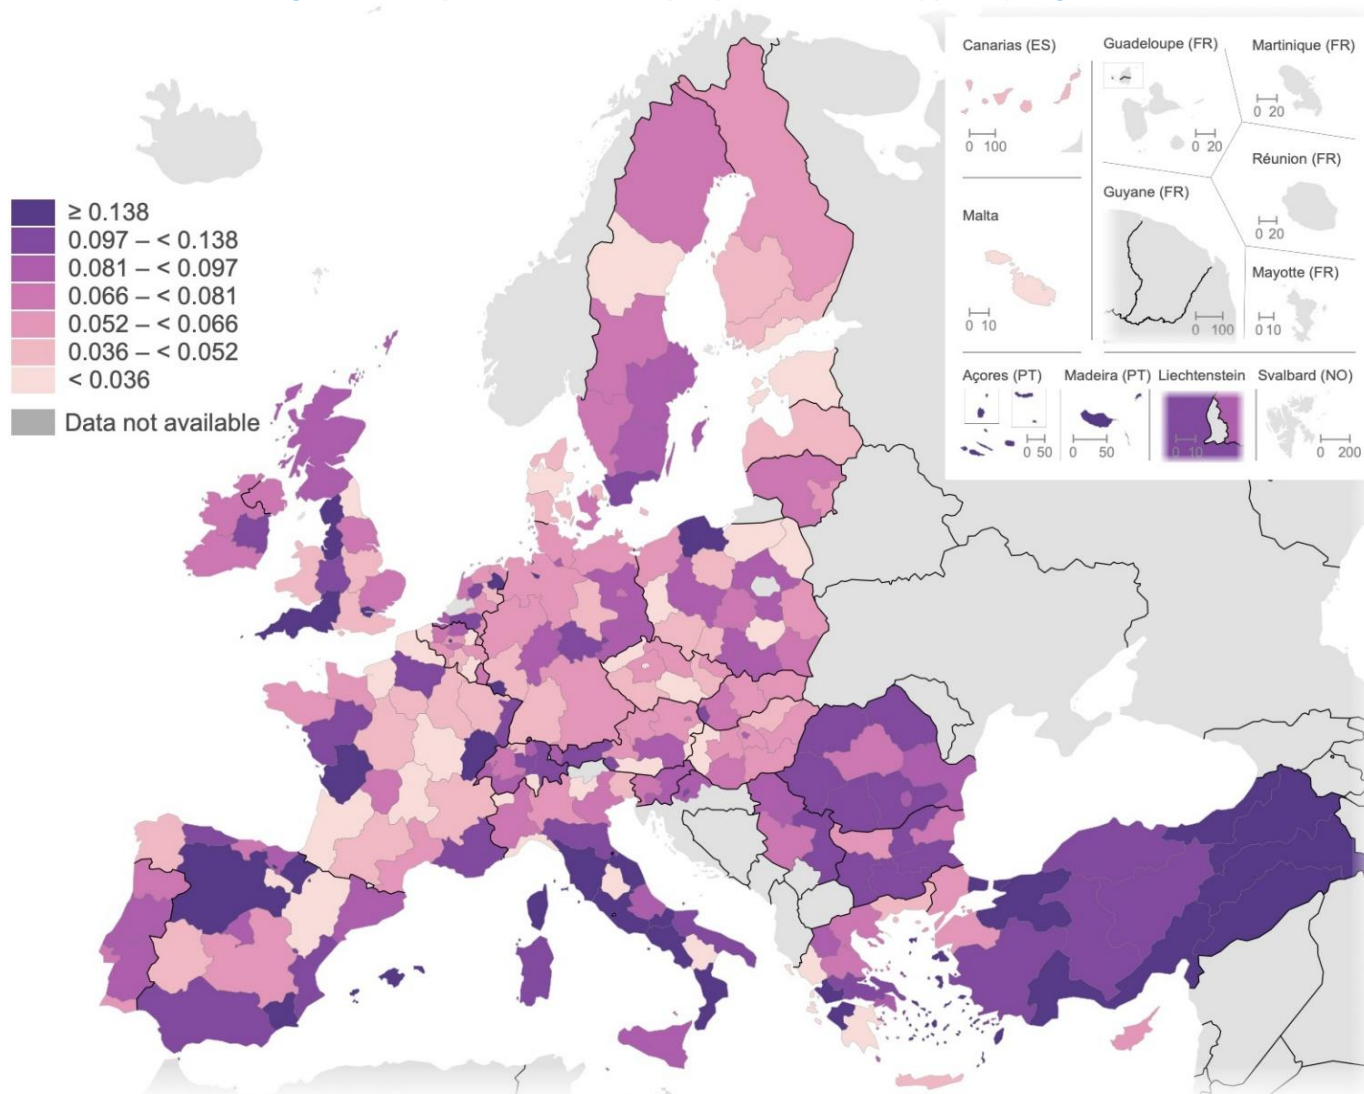 Canarias (ES)
Guadeloupe (FR)
Martinique (FR)
0 20
0 100
0 20
Réunion (FR)
Guyane (FR)
Malta
0 20
Mayotte (FR)
0 10
0 100
0 10
Açores (PT)
Madeira (PT)
Liechtenstein
Svalbard (NO)
0 50
0 50
0 10
0 200
≥ 0.138
0.097 – < 0.138
0.081 – < 0.097
0.066 – < 0.081
0.052 – < 0.066
0.036 – < 0.052
< 0.036
Data not available